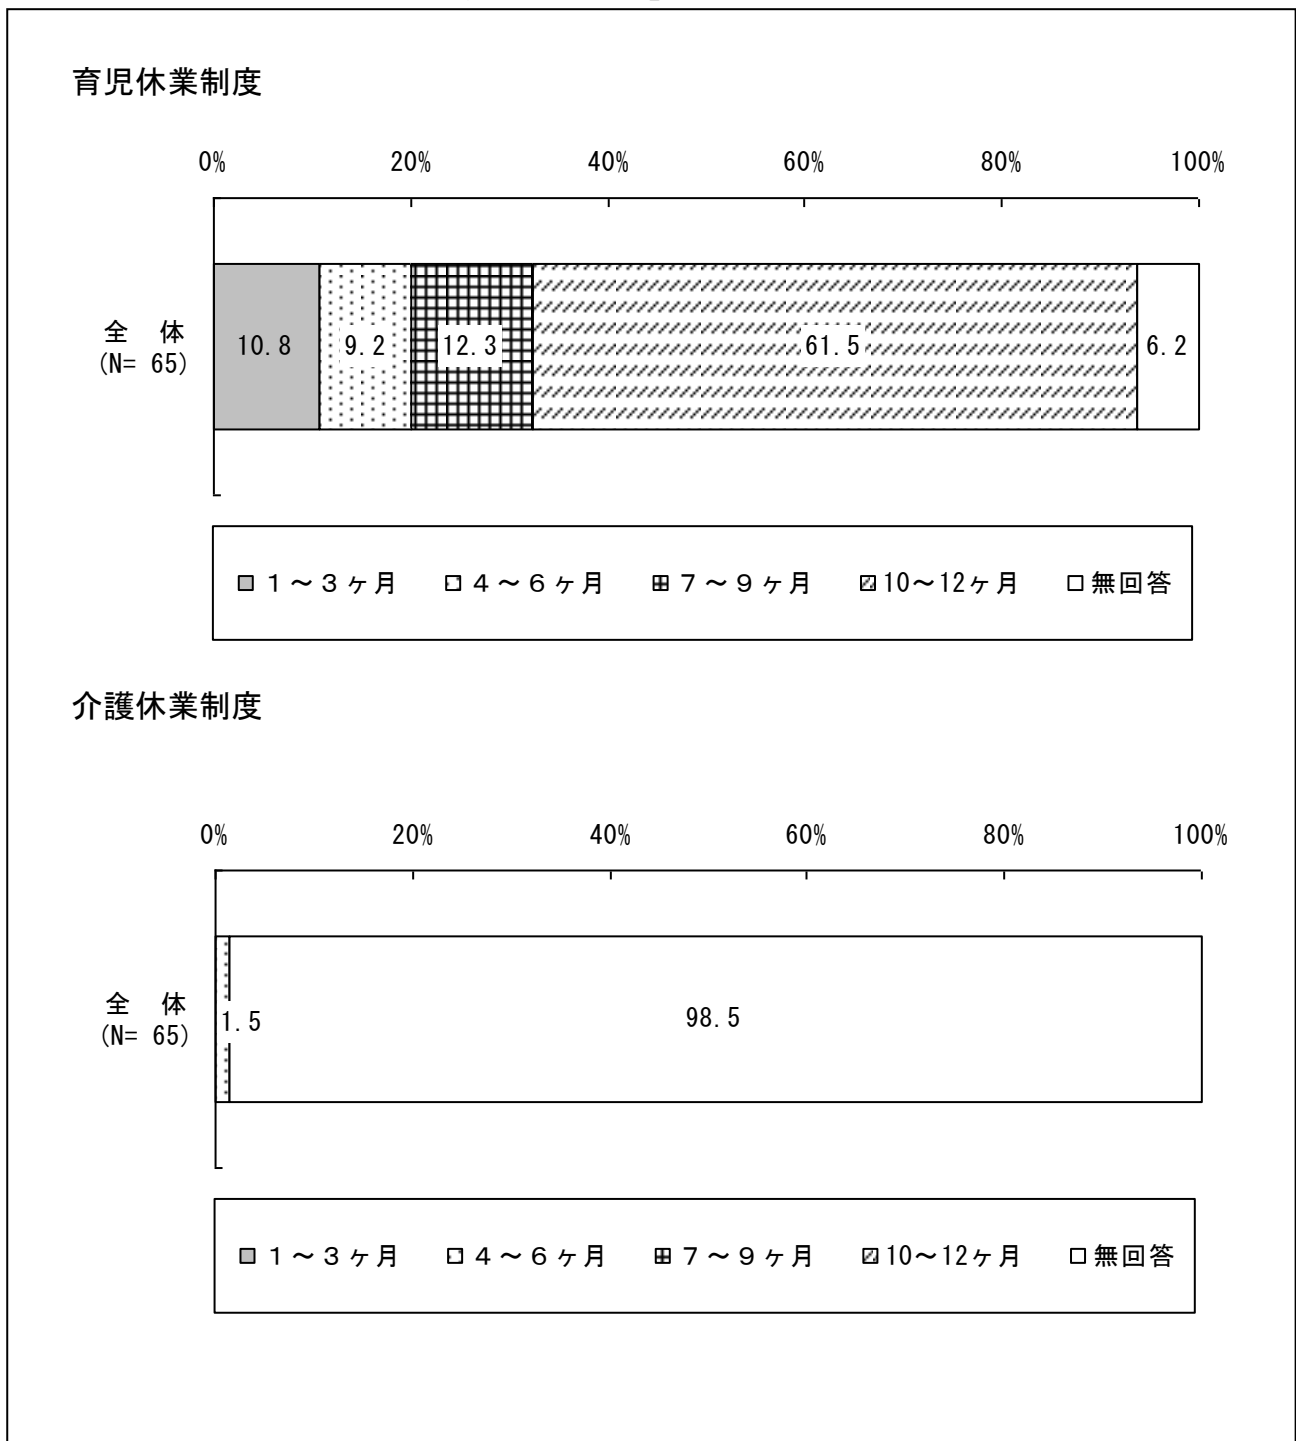 育児休業制度
0% 20% 40% 60% 80% 100%
全 体
(N= 65)
10.8 9.2 12.3 61.5 6.2
１～３ヶ月 ４～６ヶ月 ７～９ヶ月 10～12ヶ月 無回答
介護休業制度
0% 20% 40% 60% 80% 100%
全 体
(N= 65)
1.5 98.5
１～３ヶ月 ４～６ヶ月 ７～９ヶ月 10～12ヶ月 無回答